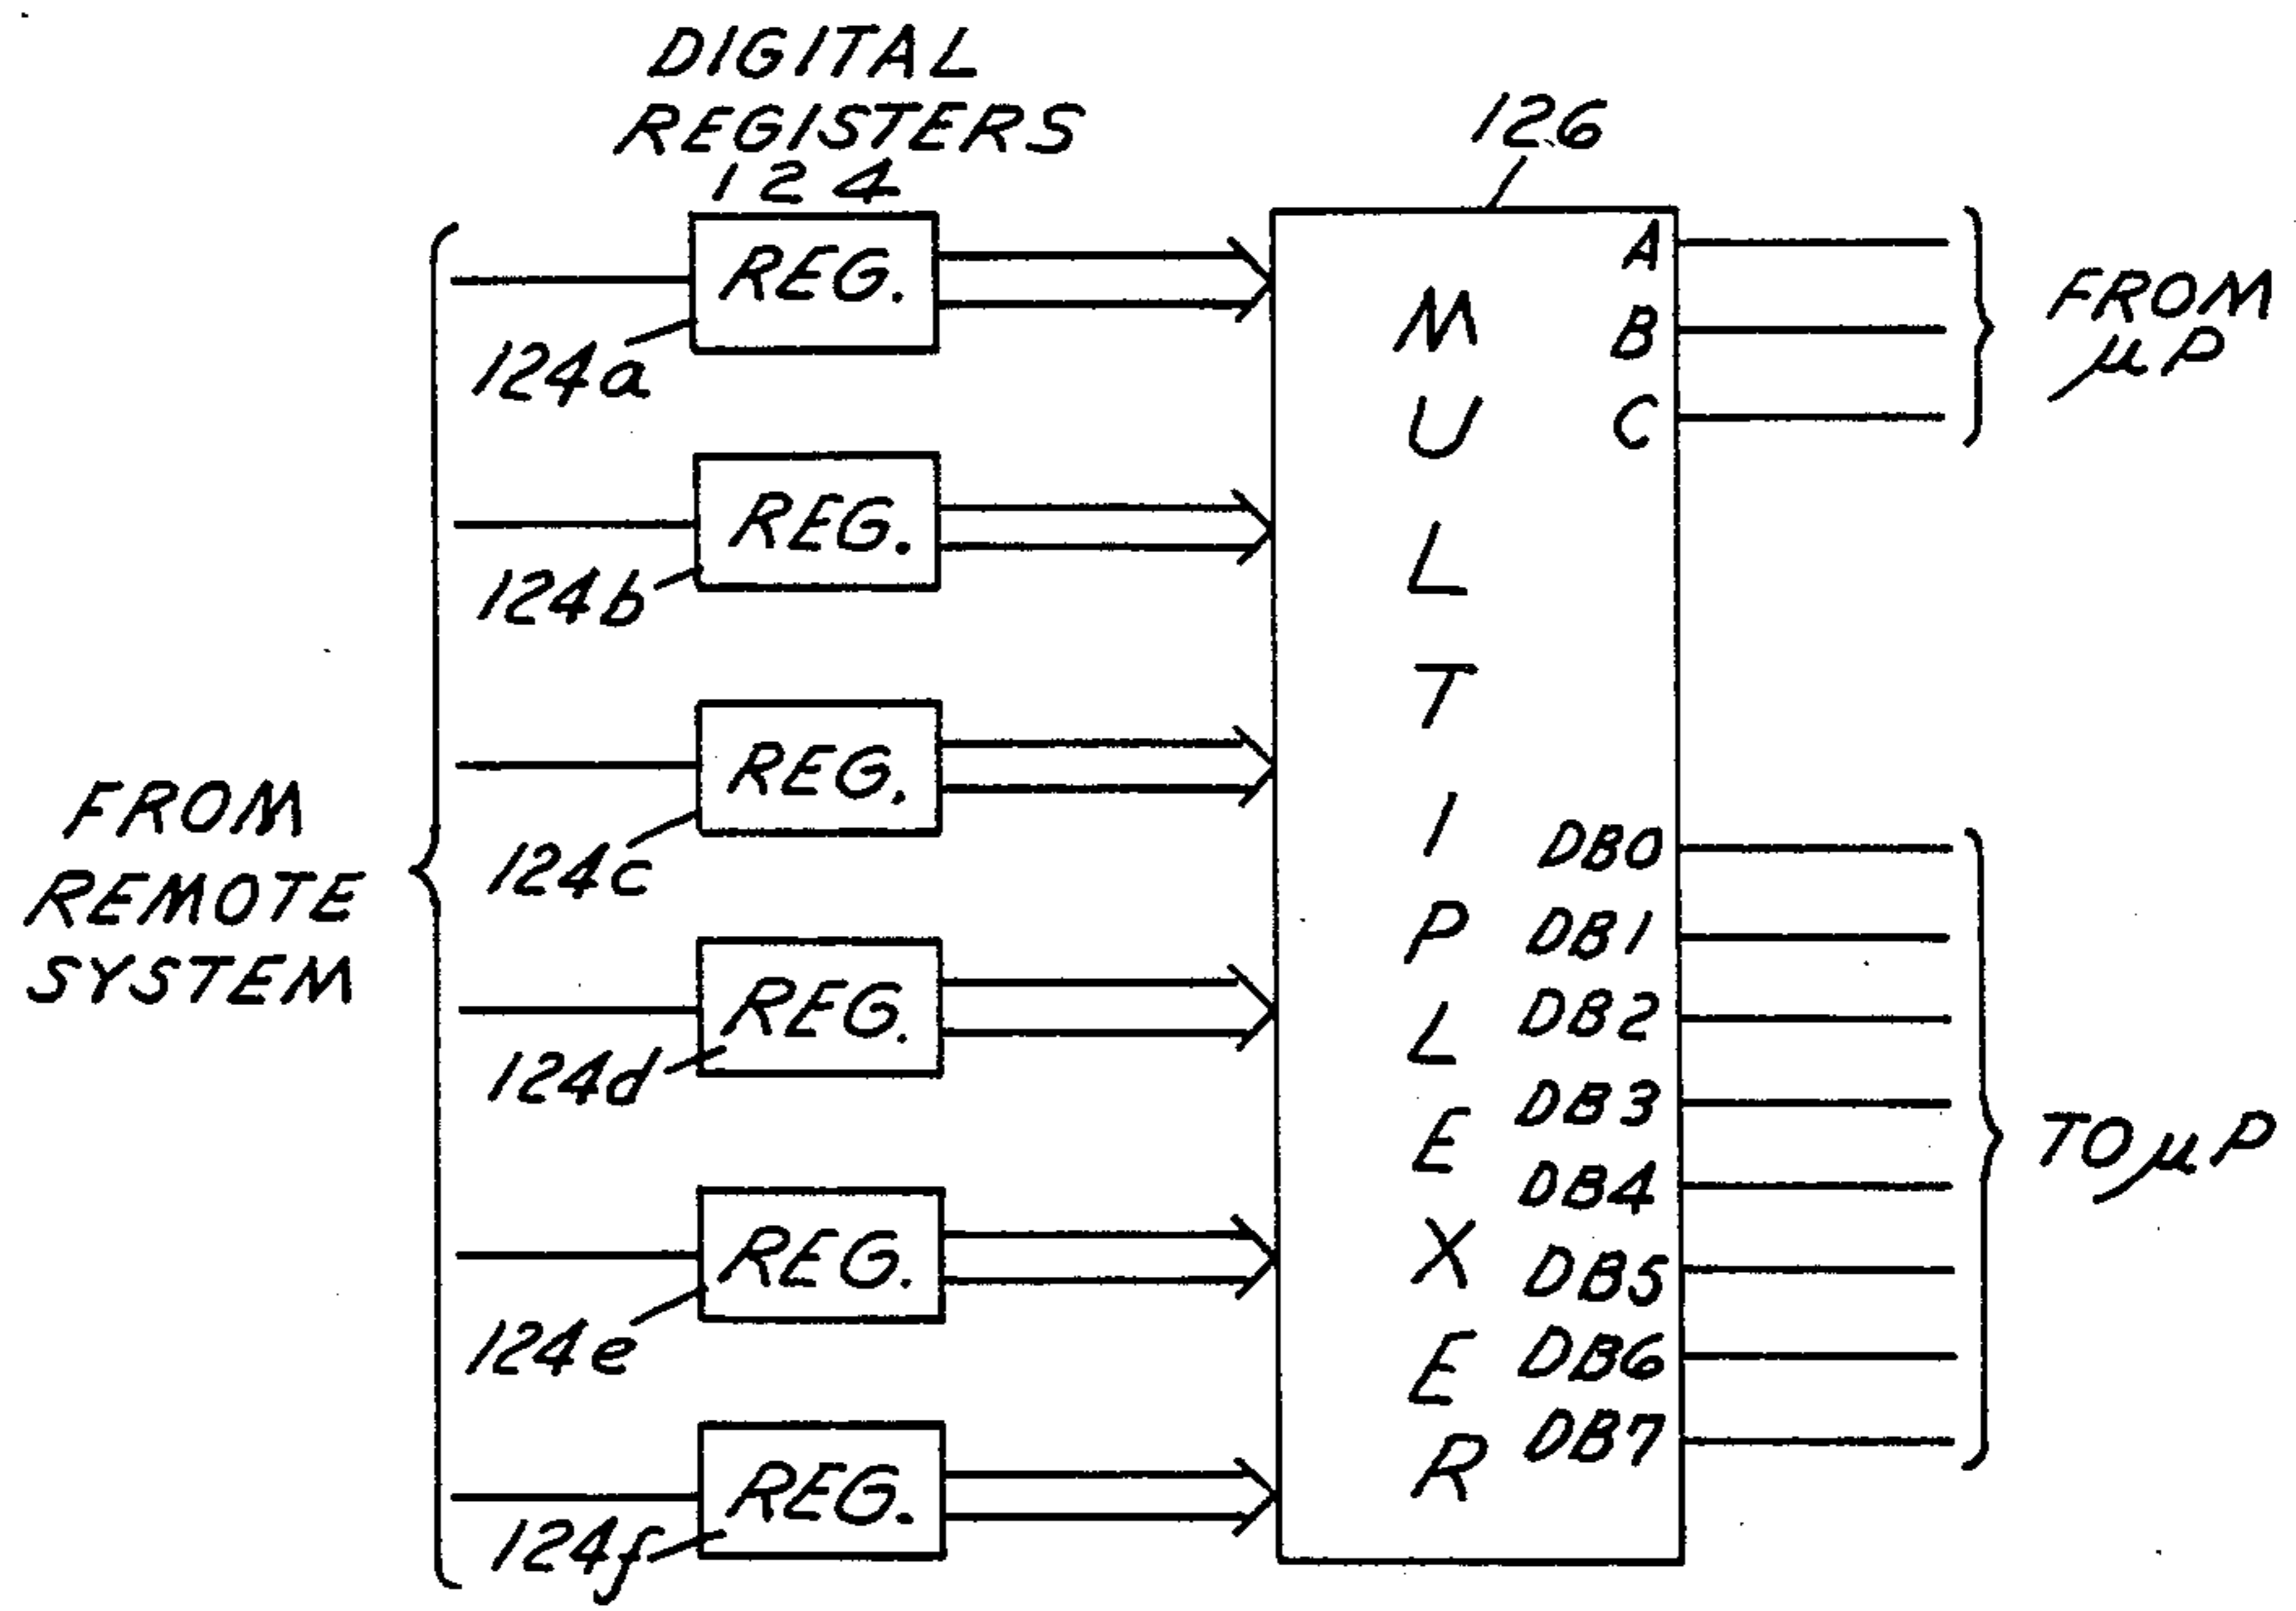 DIGITAL
REGISTERS
124
126
REG.
124a
REG.
124b
REG.
124c
REG.
124d
REG.
124e
REG.
124f
FROM
REMOTE
SYSTEM
MULTIPLEXER
A
B
C
FROM
μP
DB0
DB1
DB2
DB3
DB4
DB5
DB6
DB7
TO μP